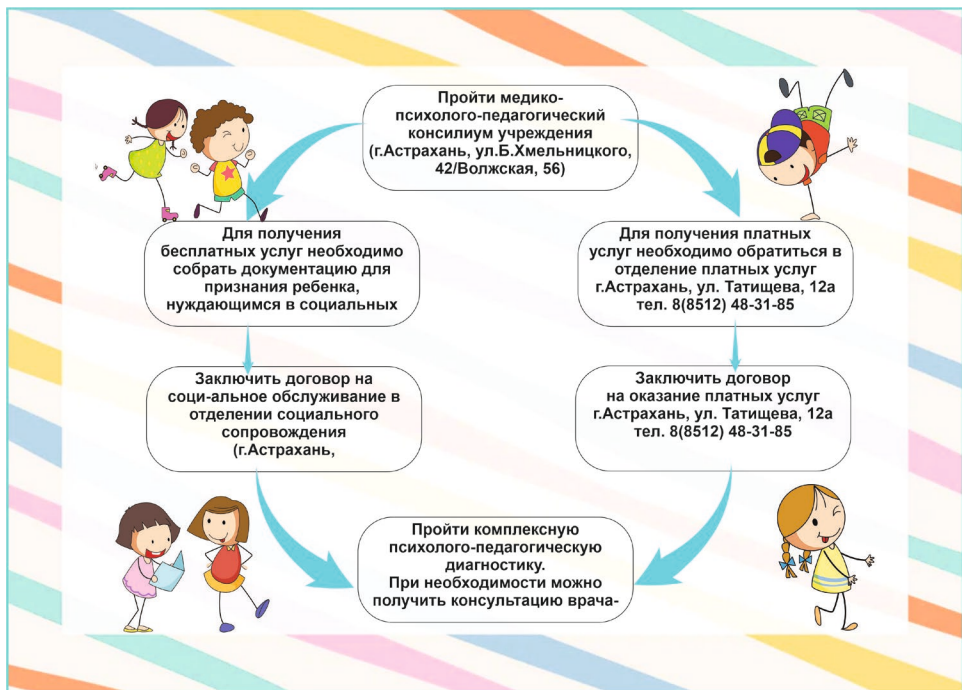 Пройти медико-
психолого-педагогический
консилиум учреждения
(г.Астрахань, ул.Б.Хмельницкого,
42/Волжская, 56)
Для получения
бесплатных услуг необходимо
собрать документацию для
признания ребенка,
нуждающимся в социальных
Для получения платных
услуг необходимо обратиться в
отделение платных услуг
г.Астрахань, ул. Татищева, 12а
тел. 8(8512) 48-31-85
Заключить договор на
соци-альное обслуживание в
отделении социального
сопровождения
(г.Астрахань,
Заключить договор
на оказание платных услуг
г.Астрахань, ул. Татищева, 12а
тел. 8(8512) 48-31-85
Пройти комплексную
психолого-педагогическую
диагностику.
При необходимости можно
получить консультацию врача-